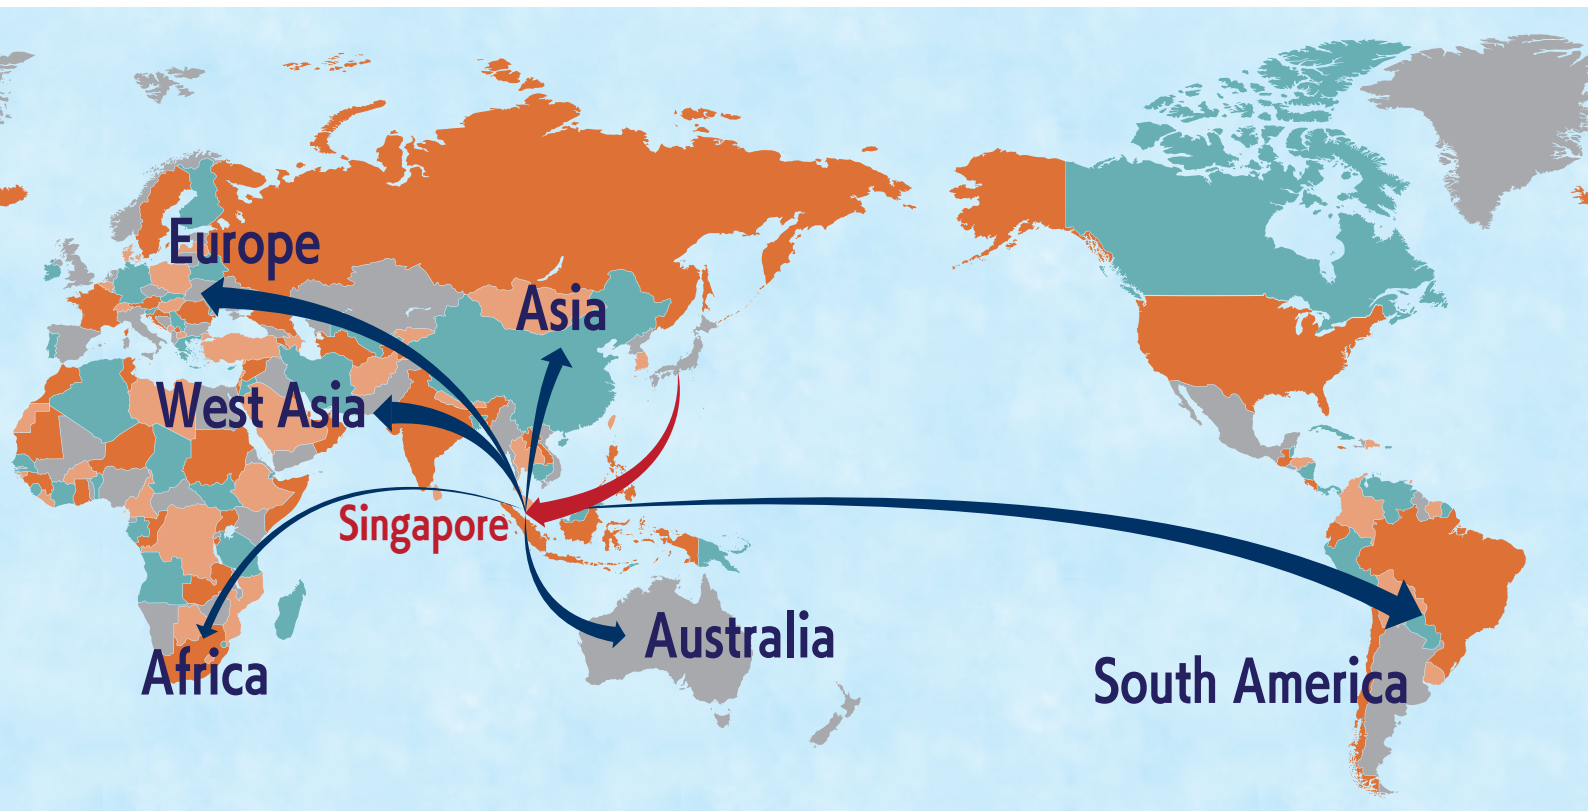 Europe
Asia
West Asia
Singapore
Australia
Africa
South America